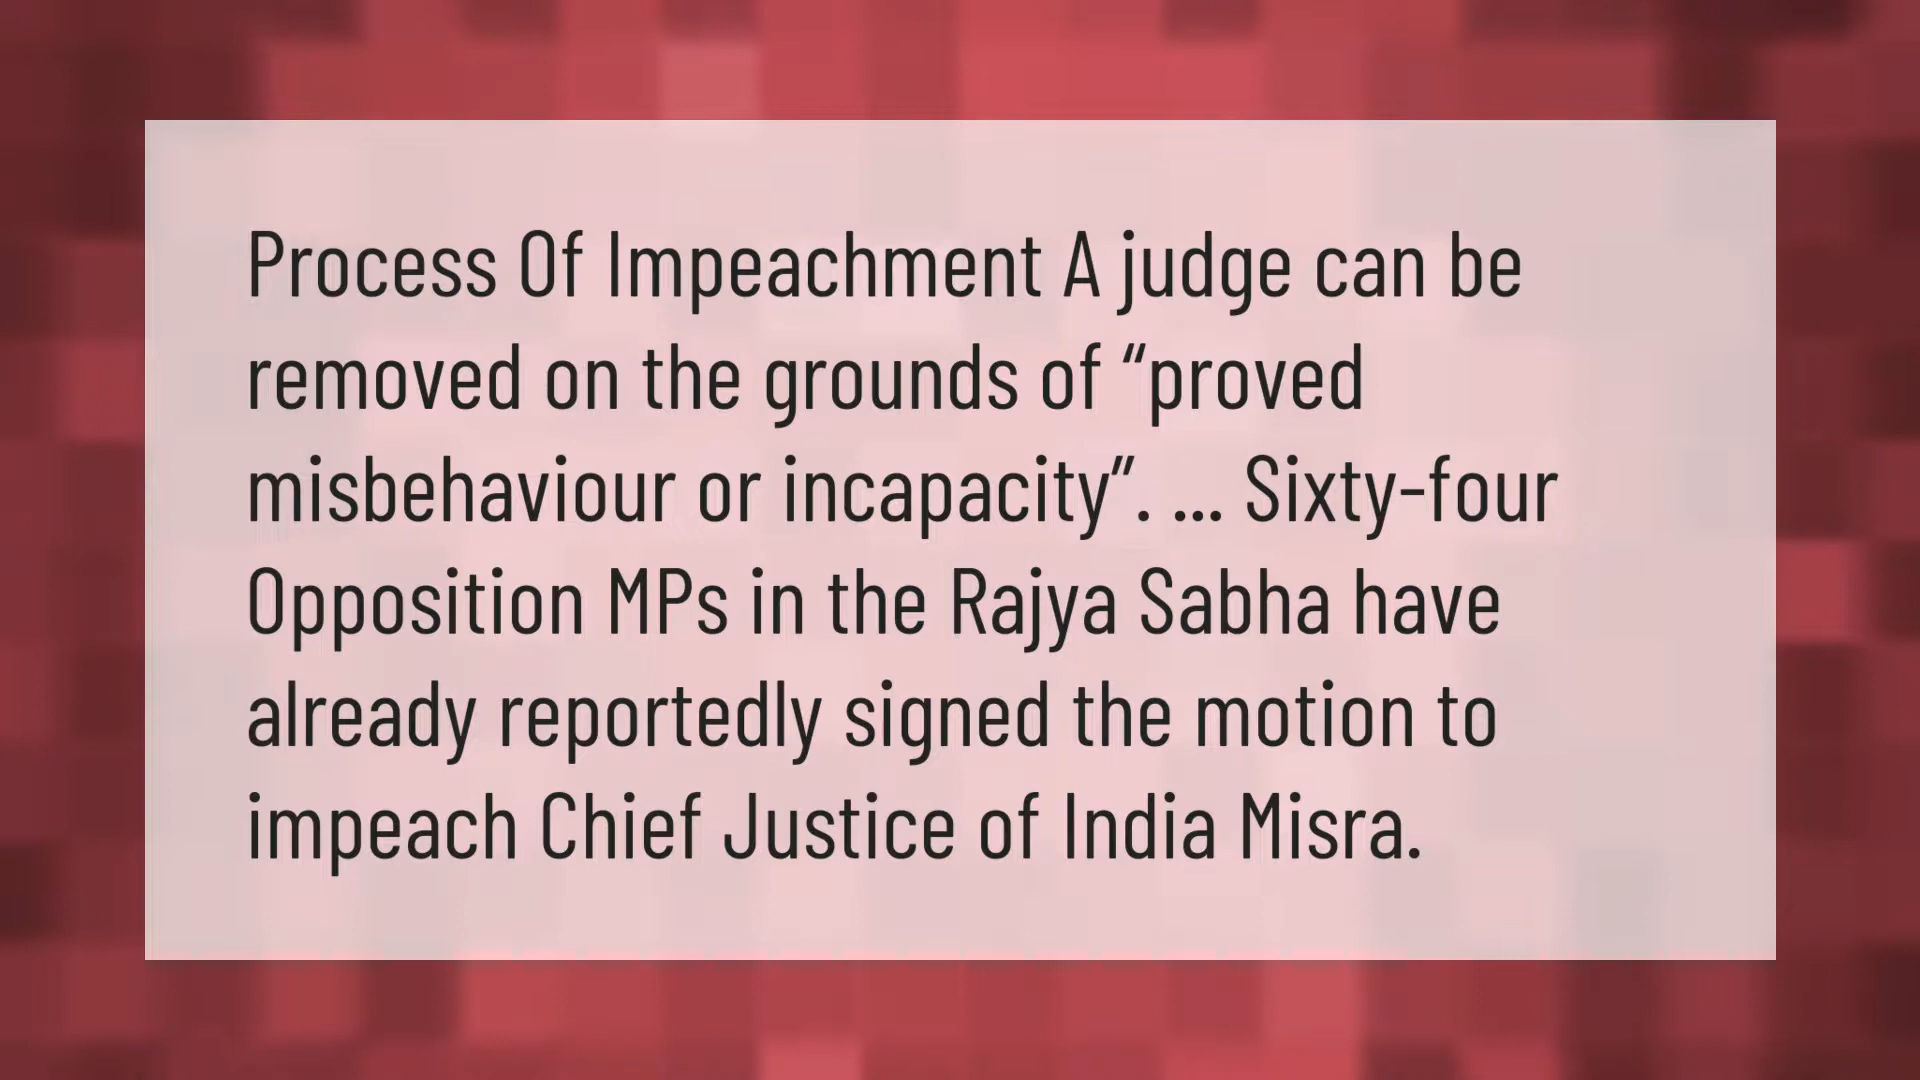 Process Of Impeachment A judge can be
removed on the grounds of “proved
misbehaviour or incapacity”. ... Sixty-four
Opposition MPs in the Rajya Sabha have
already reportedly signed the motion to
impeach Chief Justice of India Misra.